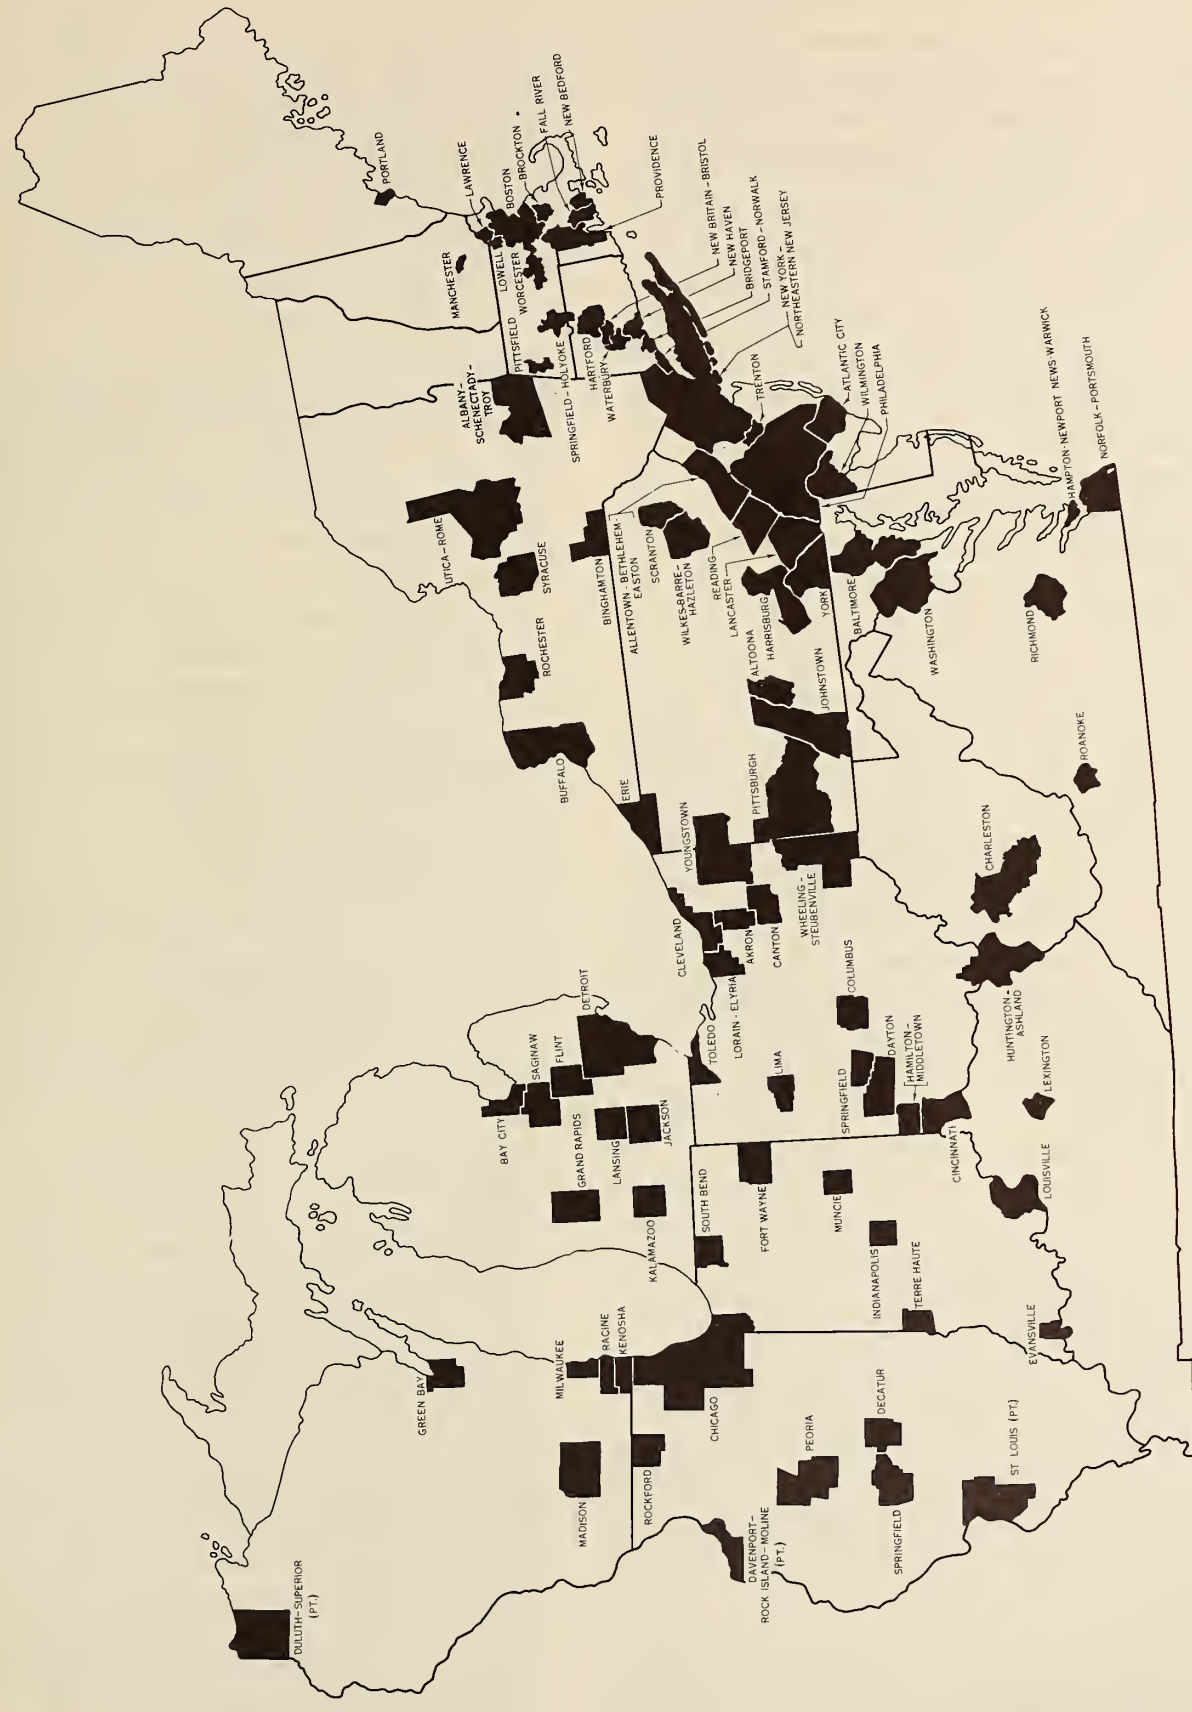 PORTLAND
LAWRENCE
BOSTON
BROCKTON
FALL RIVER
NEW BEDFORD
MANCHESTER
LOWELL
WORCESTER
PROVIDENCE
PITTSFIELD
SPRINGFIELD-HOLYOKE
HARTFORD
WATERBURY
NEW BRITAIN-BRISTOL
NEW HAVEN
BRIDGEPORT
STAMFORD-NORWALK
NEW YORK-
NORTHEASTERN NEW JERSEY
ALBANY-
SCHENECTADY-
TROY
UTICA-ROME
SYRACUSE
BINGHAMTON
ROCHESTER
BUFFALO
ALLENTOWN-BETHLEHEM-
EASTON
SCRANTON
WILKES-BARRE-
HAZLETON
READING
LANCASTER
HARRISBURG
YORK
TRENTON
ATLANTIC CITY
WILMINGTON
PHILADELPHIA
ALTOONA
JOHNSTOWN
PITTSBURGH
ERIE
BALTIMORE
WASHINGTON
RICHMOND
HAMPTON-NEWPORT NEWS-WARWICK
NORFOLK-PORTSMOUTH
ROANOKE
CHARLESTON
HUNTINGTON-
ASHLAND
WHEELING-
STEUBENVILLE
YOUNGSTOWN
CLEVELAND
AKRON
CANTON
LORAIN-ELYRIA
TOLEDO
COLUMBUS
LIMA
SPRINGFIELD
DAYTON
HAMILTON-
MIDDLETOWN
CINCINNATI
LEXINGTON
LOUISVILLE
DETROIT
FLINT
SAGINAW
BAY CITY
GRAND RAPIDS
LANSING
JACKSON
KALAMAZOO
SOUTH BEND
FORT WAYNE
MUNCIE
INDIANAPOLIS
TERRE HAUTE
EVANSVILLE
GREEN BAY
MILWAUKEE
RACINE
KENOSHA
CHICAGO
MADISON
ROCKFORD
PEORIA
DECATUR
SPRINGFIELD
ST LOUIS (PT.)
DAVENPORT-
ROCK ISLAND-MOLINE
(PT.)
DULUTH-SUPERIOR
(PT.)